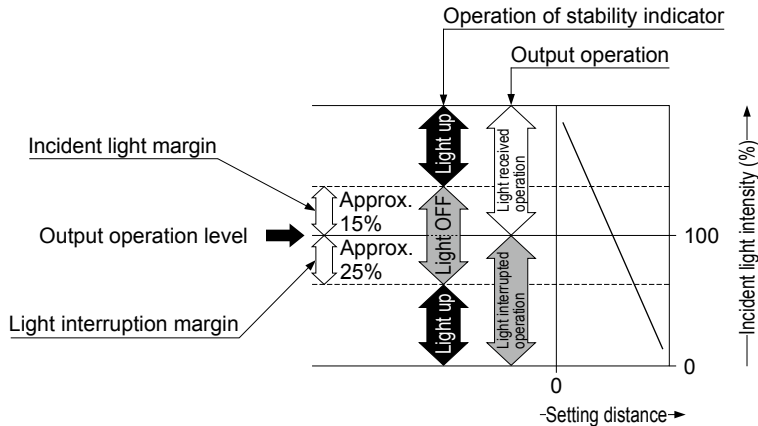 Operation of stability indicator
Output operation
Incident light margin
Approx.
15%
Output operation level
Approx.
25%
Light interruption margin
Light up
Light OFF
Light up
Light received
operation
Light interrupted
operation
100
0
0
Setting distance
Incident light intensity (%)